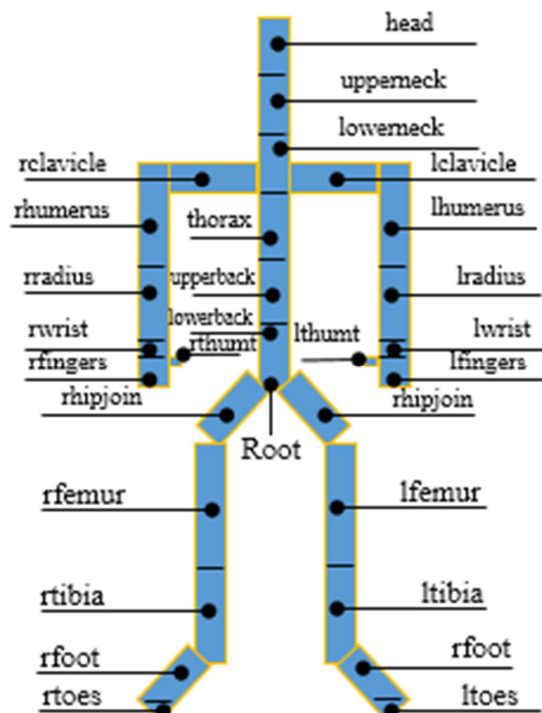 head
upperneck
lowerneck
rclavicle
lclavicle
rhumerus
lhumerus
thorax
rradius
upperback
lradius
lowerback
rwrist
rthumt
lthumt
lwrist
rfingers
lfingers
rhipjoin
rhipjoin
Root
rfemur
lfemur
rtibia
ltibia
rfoot
rfoot
rtoes
ltoes